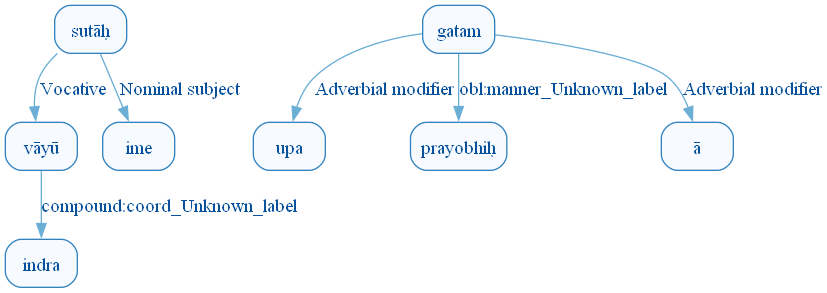 sutāḥ gatam
Vocative Nominal subject Adverbial modifier obl:manner_Unknown_label Adverbial modifier
vāyū ime upa prayobhiḥ ā
compound:coord_Unknown_label
indra